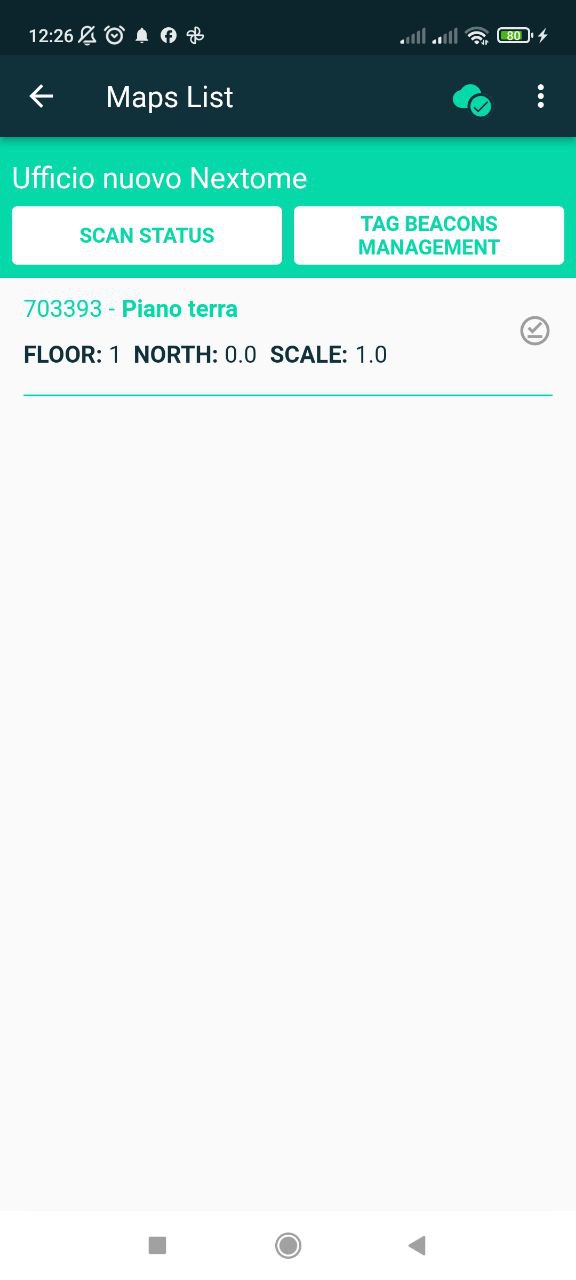 12:26
80
Maps List
Ufficio nuovo Nextome
SCAN STATUS
TAG BEACONS
MANAGEMENT
703393 - Piano terra
FLOOR: 1 NORTH: 0.0 SCALE: 1.0